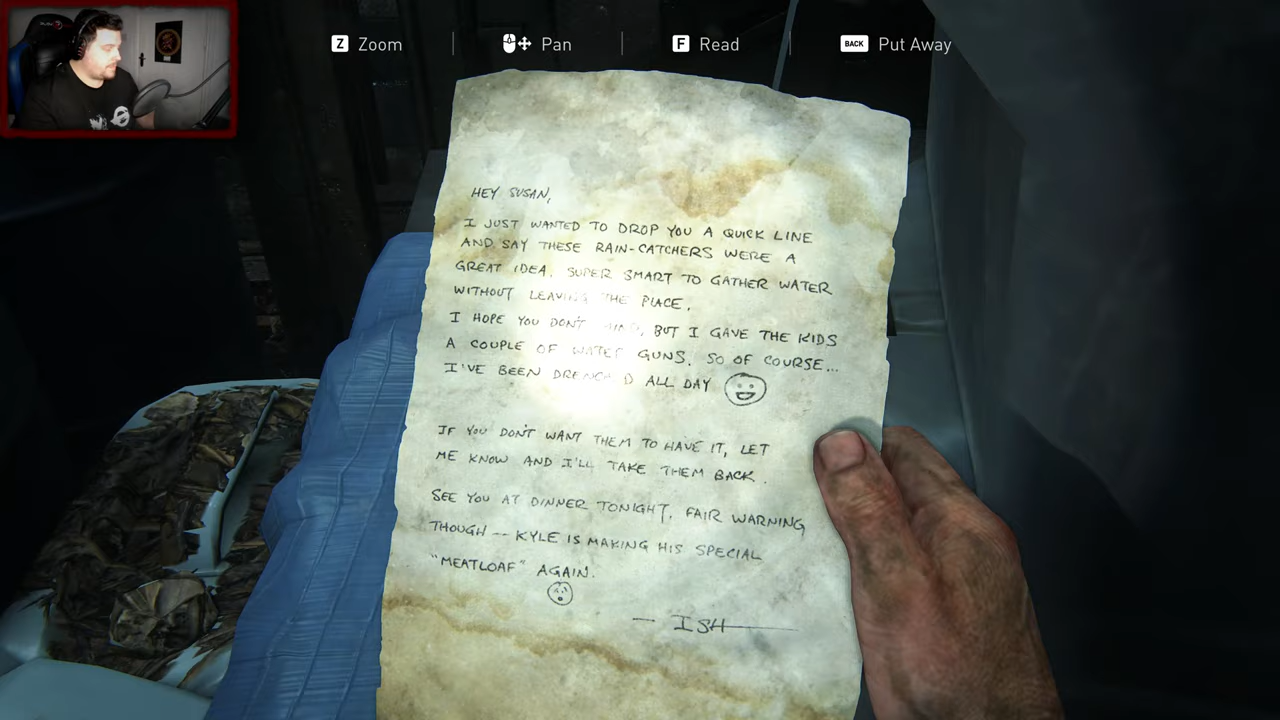 Z Zoom
Pan
F Read
BACK Put Away
HEY SUSAN,
I JUST WANTED TO DROP YOU A QUICK LINE
AND SAY THESE RAIN-CATCHERS WERE A
GREAT IDEA. SUPER SMART TO GATHER WATER
WITHOUT LEAVING THE PLACE.
I HOPE YOU DON'T MIND, BUT I GAVE THE KIDS
A COUPLE OF WATER GUNS. SO OF COURSE...
I'VE BEEN DRENCHED ALL DAY
IF YOU DON'T WANT THEM TO HAVE IT, LET
ME KNOW AND I'LL TAKE THEM BACK.
SEE YOU AT DINNER TONIGHT. FAIR WARNING
THOUGH -- KYLE IS MAKING HIS SPECIAL
"MEATLOAF" AGAIN.
- ISH